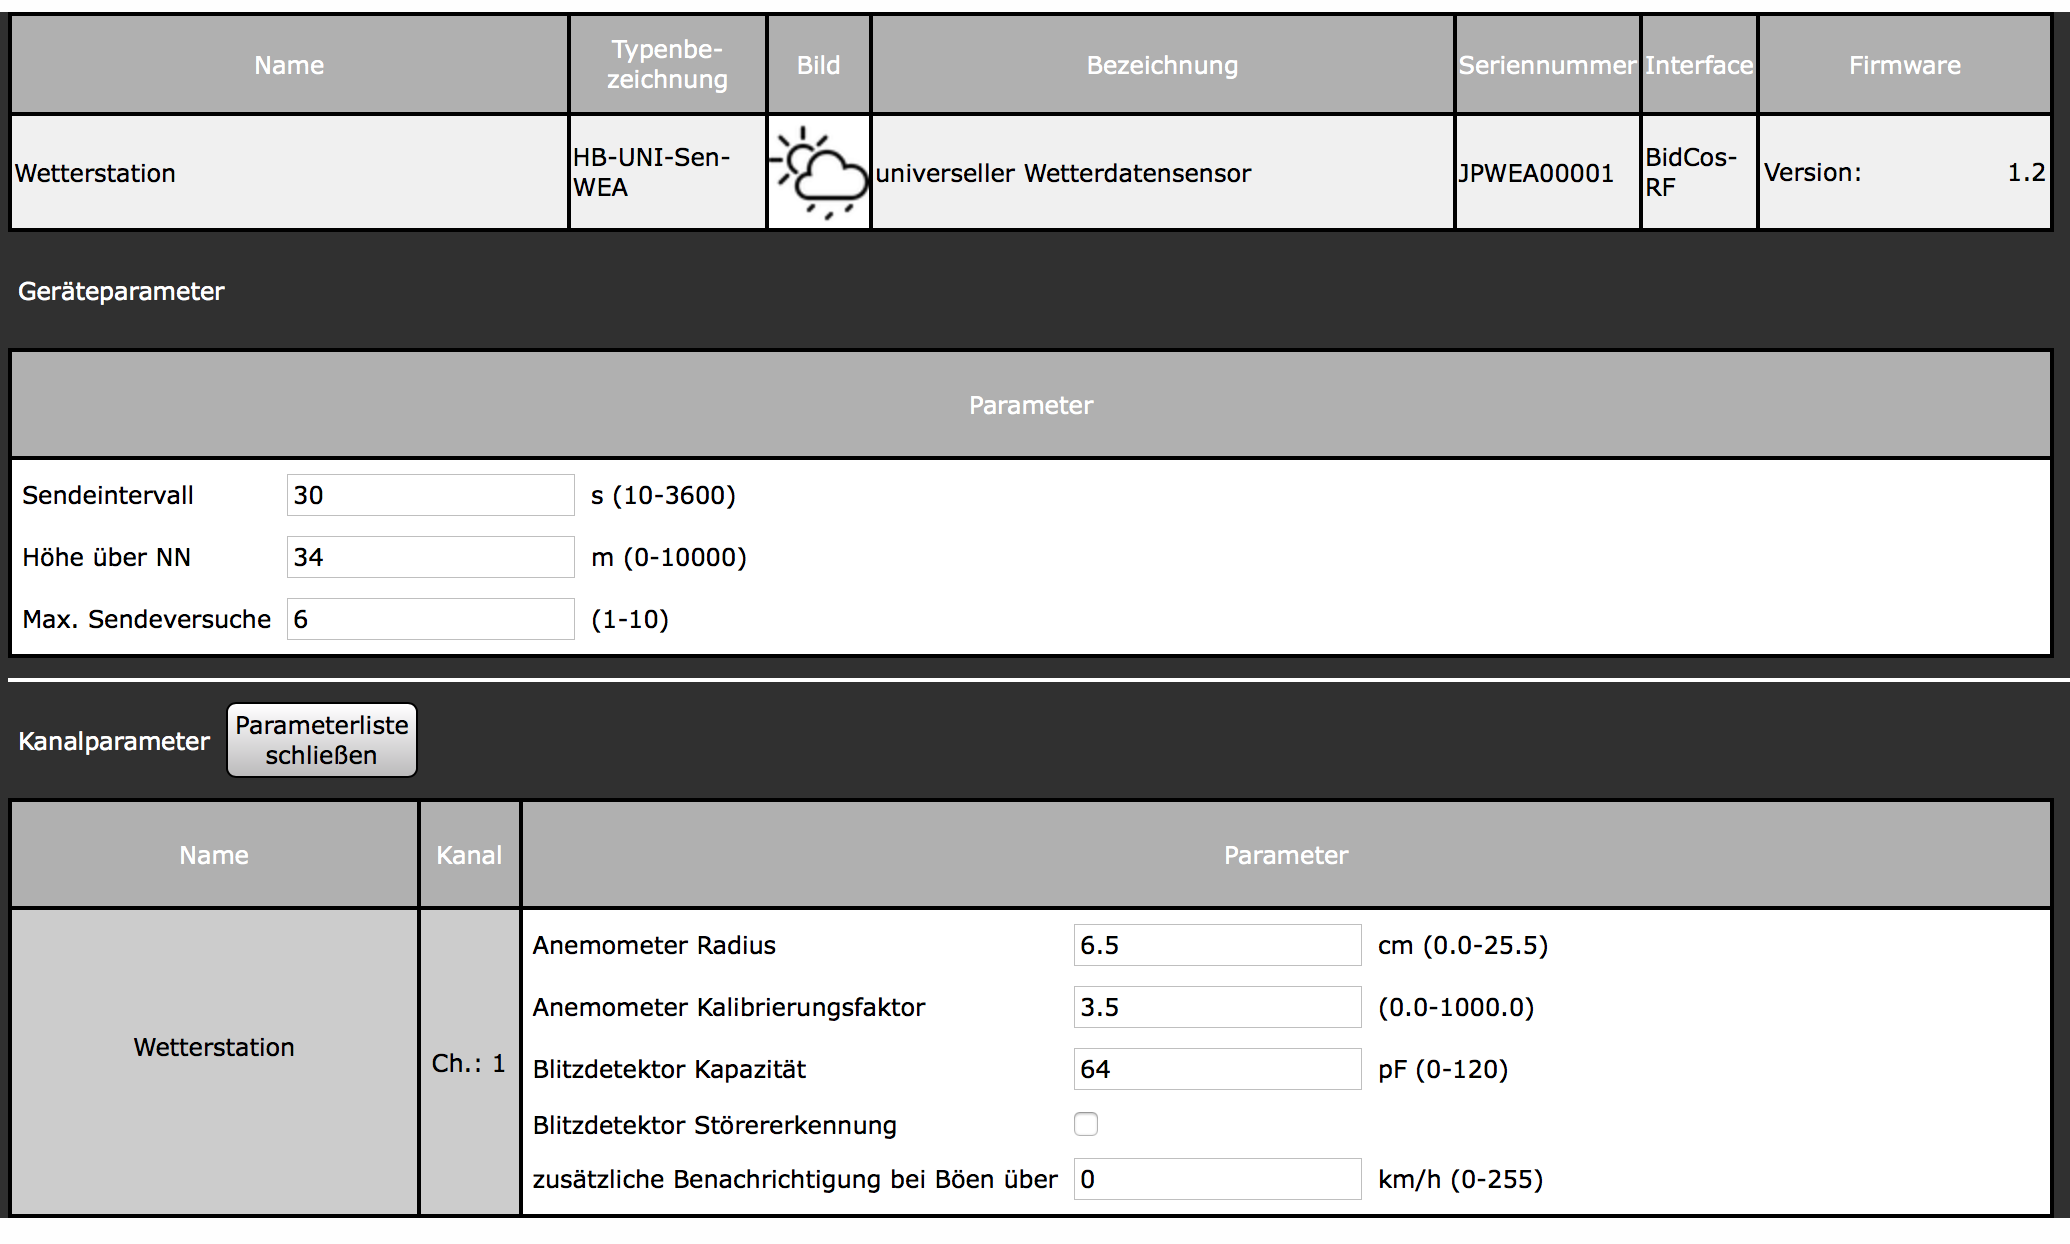 Name
Typenbe-
zeichnung
Bild
Bezeichnung
Seriennummer
Interface
Firmware
Wetterstation
HB-UNI-Sen-
WEA
universeller Wetterdatensensor
JPWEA00001
BidCos-
RF
Version: 1.2
Geräteparameter
Parameter
Sendeintervall 30 s (10-3600)
Höhe über NN 34 m (0-10000)
Max. Sendeversuche 6 (1-10)
Kanalparameter
Parameterliste
schließen
Name
Kanal
Parameter
Wetterstation
Ch.: 1
Anemometer Radius 6.5 cm (0.0-25.5)
Anemometer Kalibrierungsfaktor 3.5 (0.0-1000.0)
Blitzdetektor Kapazität 64 pF (0-120)
Blitzdetektor Störererkennung
zusätzliche Benachrichtigung bei Böen über 0 km/h (0-255)